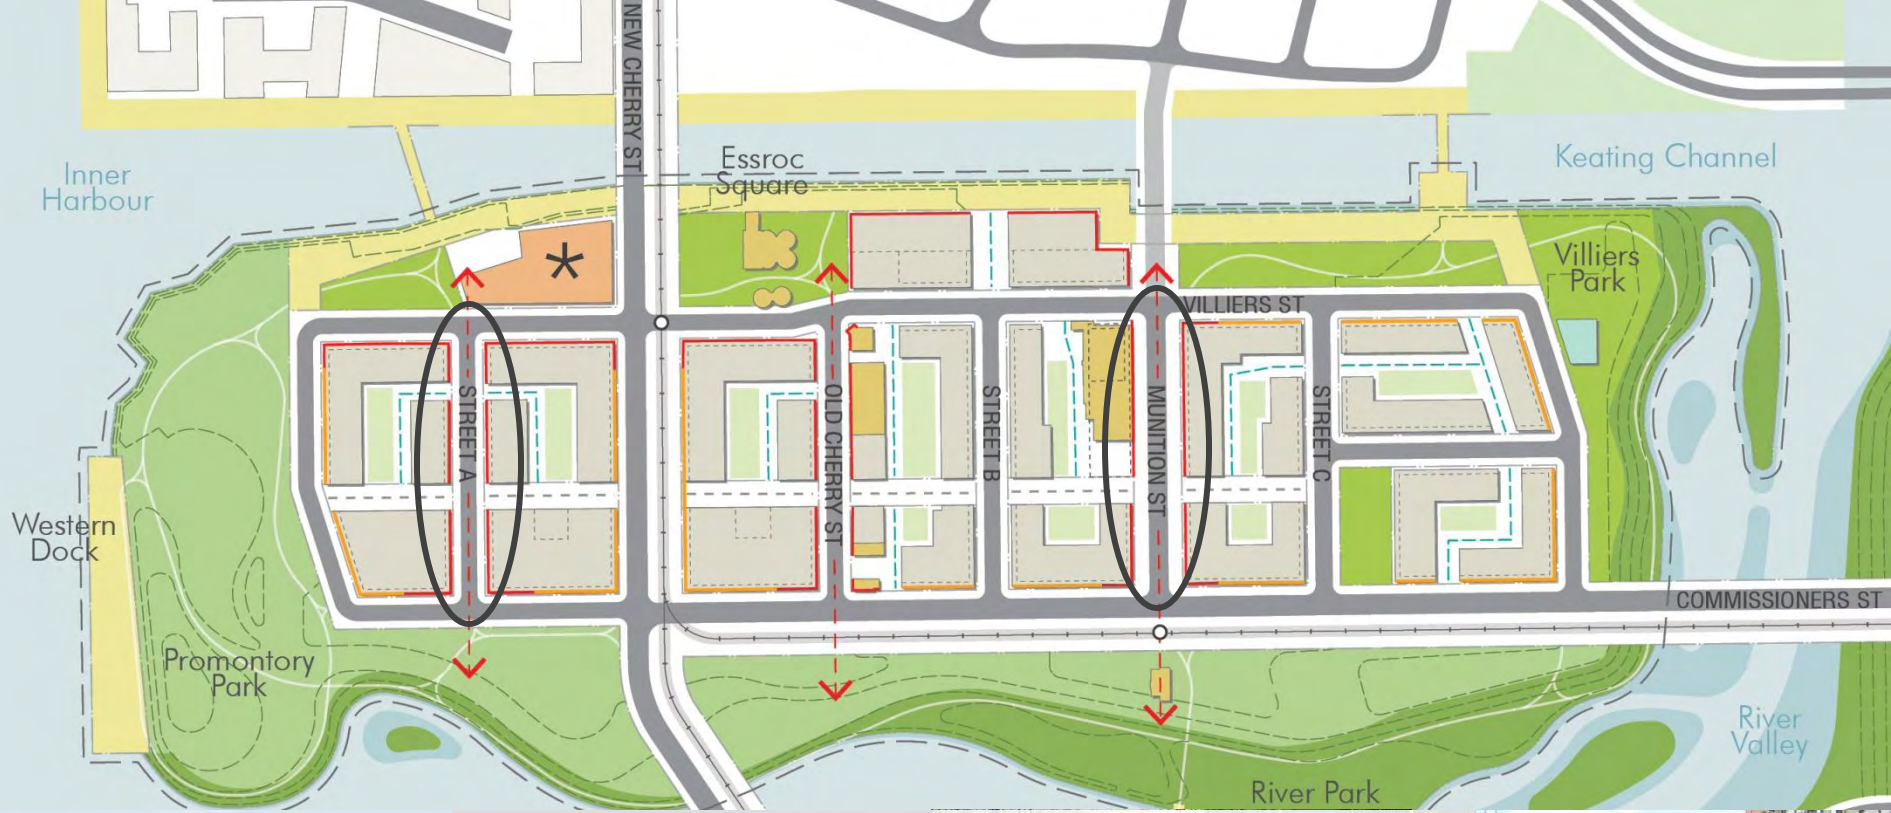 NEW CHERRY ST
Essroc
Square
Inner
Harbour
Keating Channel
*
Villiers
Park
VILLIERS ST
STREET A
OLD CHERRY ST
STREET B
MUNITION ST
STREET C
Western
Dock
COMMISSIONERS ST
Promontory
Park
River
Valley
River Park